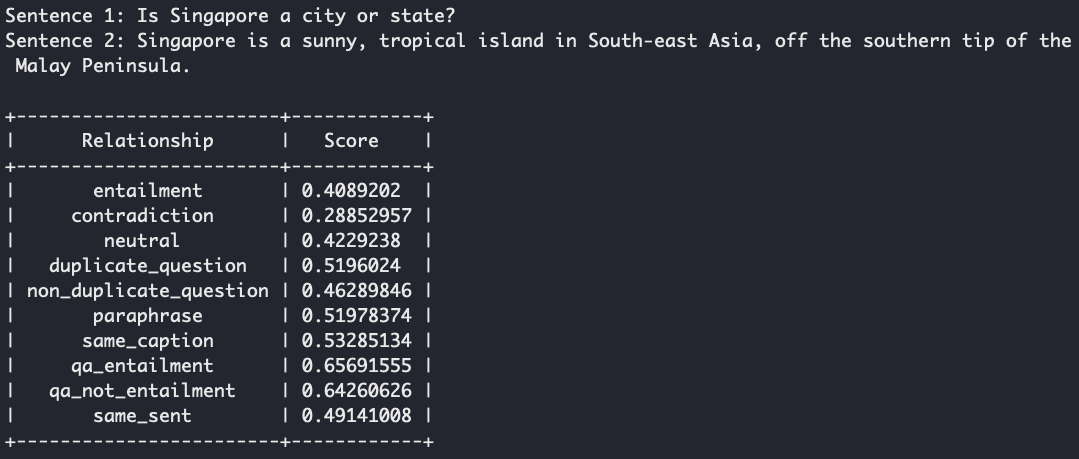 Sentence 1: Is Singapore a city or state?
Sentence 2: Singapore is a sunny, tropical island in South-east Asia, off the southern tip of the
 Malay Peninsula.

+------------------------+------------+
|      Relationship      |   Score    |
+------------------------+------------+
|       entailment       | 0.4089202  |
|     contradiction      | 0.28852957 |
|        neutral         | 0.4229238  |
|   duplicate_question   | 0.5196024  |
| non_duplicate_question | 0.46289846 |
|       paraphrase       | 0.51978374 |
|      same_caption      | 0.53285134 |
|     qa_entailment      | 0.65691555 |
|   qa_not_entailment    | 0.64260626 |
|       same_sent        | 0.49141008 |
+------------------------+------------+